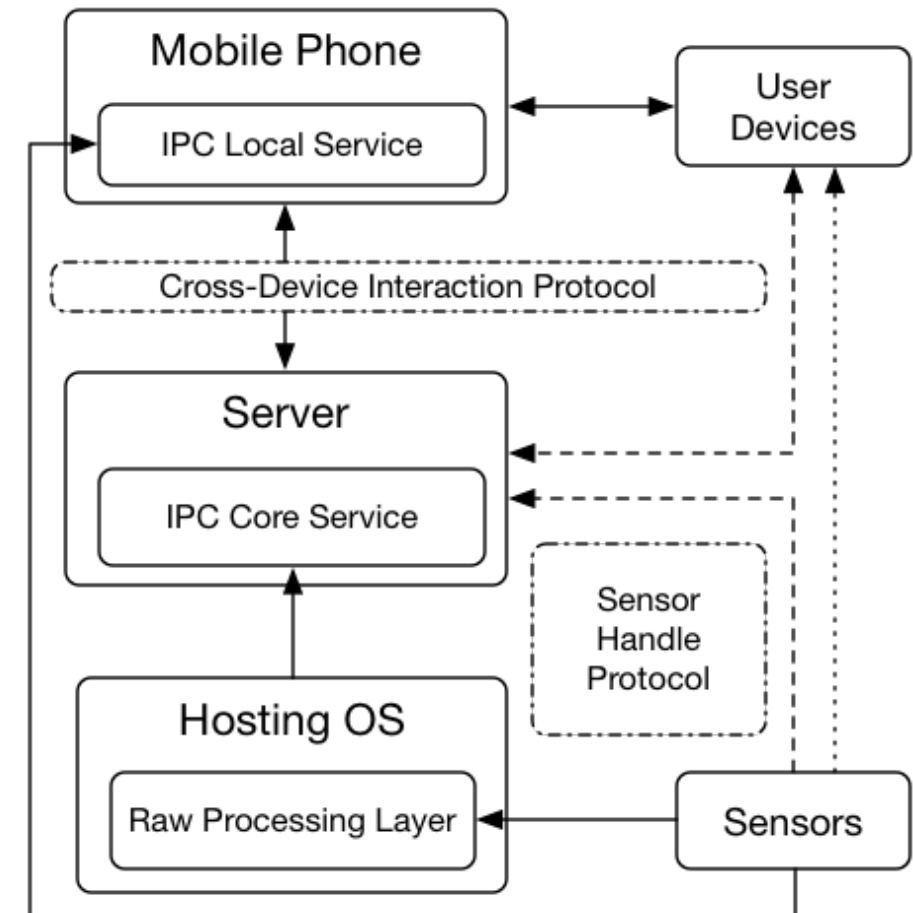 Mobile Phone
IPC Local Service
User
Devices
Cross-Device Interaction Protocol
Server
IPC Core Service
Sensor
Handle
Protocol
Hosting OS
Raw Processing Layer
Sensors